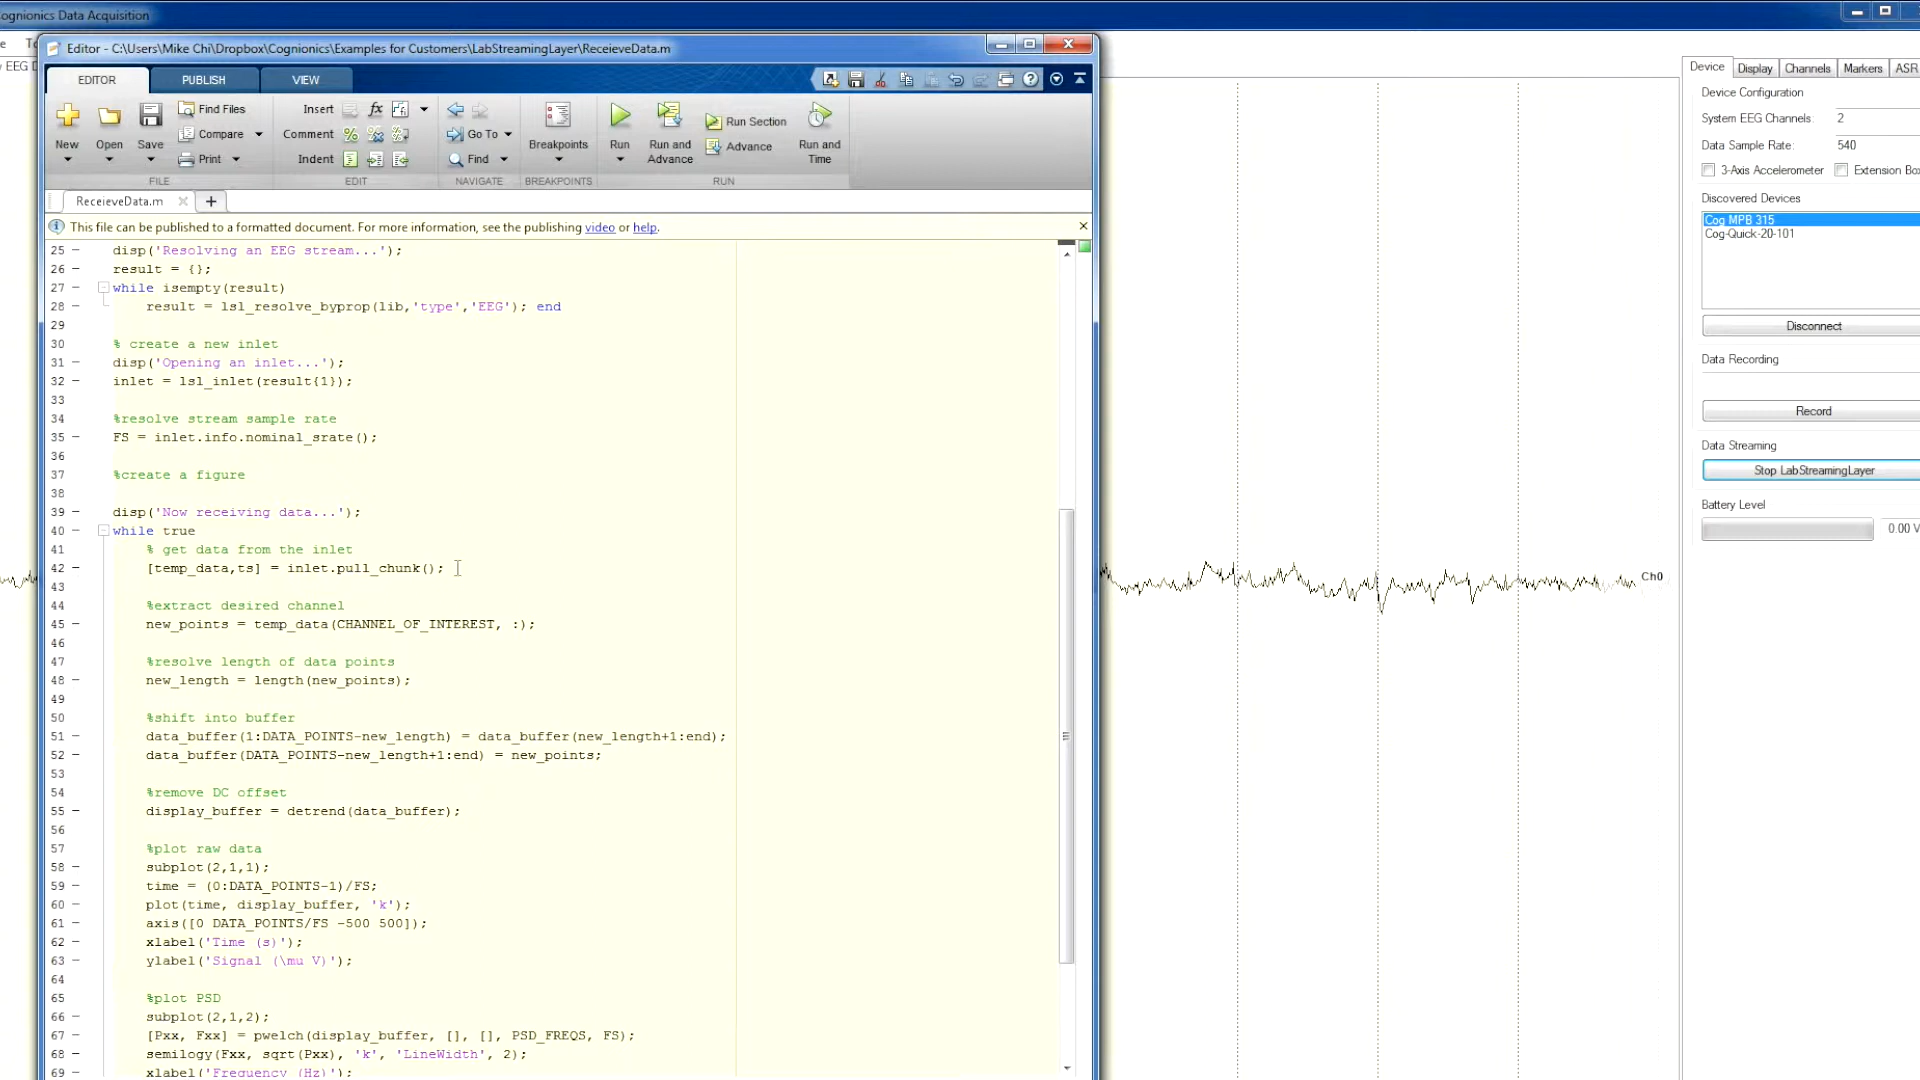 ognionics Data Acquisition
Editor - C:\Users\Mike Chi\Dropbox\Cognionics\Examples for Customers\LabStreamingLayer\ReceieveData.m
EDITOR
PUBLISH
VIEW
New
Open
Save
Find Files
Compare
Print
Insert
Comment
Indent
Go To
Find
Breakpoints
Run
Run and Advance
Run Section
Advance
Run and Time
FILE
EDIT
NAVIGATE
BREAKPOINTS
RUN
ReceieveData.m
This file can be published to a formatted document. For more information, see the publishing video or help.
25 - disp('Resolving an EEG stream...');
26 - result = {};
27 - while isempty(result)
28 - result = lsl_resolve_byprop(lib,'type','EEG'); end
29
30 % create a new inlet
31 - disp('Opening an inlet...');
32 - inlet = lsl_inlet(result{1});
33
34 %resolve stream sample rate
35 - FS = inlet.info.nominal_srate();
36
37 %create a figure
38
39 - disp('Now receiving data...');
40 - while true
41 % get data from the inlet
42 - [temp_data,ts] = inlet.pull_chunk();
43
44 %extract desired channel
45 - new_points = temp_data(CHANNEL_OF_INTEREST, :);
46
47 %resolve length of data points
48 - new_length = length(new_points);
49
50 %shift into buffer
51 - data_buffer(1:DATA_POINTS-new_length) = data_buffer(new_length+1:end);
52 - data_buffer(DATA_POINTS-new_length+1:end) = new_points;
53
54 %remove DC offset
55 - display_buffer = detrend(data_buffer);
56
57 %plot raw data
58 - subplot(2,1,1);
59 - time = (0:DATA_POINTS-1)/FS;
60 - plot(time, display_buffer, 'k');
61 - axis([0 DATA_POINTS/FS -500 500]);
62 - xlabel('Time (s)');
63 - ylabel('Signal (\mu V)');
64
65 %plot PSD
66 - subplot(2,1,2);
67 - [Pxx, Fxx] = pwelch(display_buffer, [], [], PSD_FREQS, FS);
68 - semilogy(Fxx, sqrt(Pxx), 'k', 'LineWidth', 2);
69 - xlabel('Frequency (Hz)');
Ch0
Device
Display
Channels
Markers
ASR
Device Configuration
System EEG Channels: 2
Data Sample Rate: 540
3-Axis Accelerometer
Extension Box
Discovered Devices
Cog MPB 315
Cog-Quick-20-101
Disconnect
Data Recording
Record
Data Streaming
Stop LabStreamingLayer
Battery Level
0.00 V